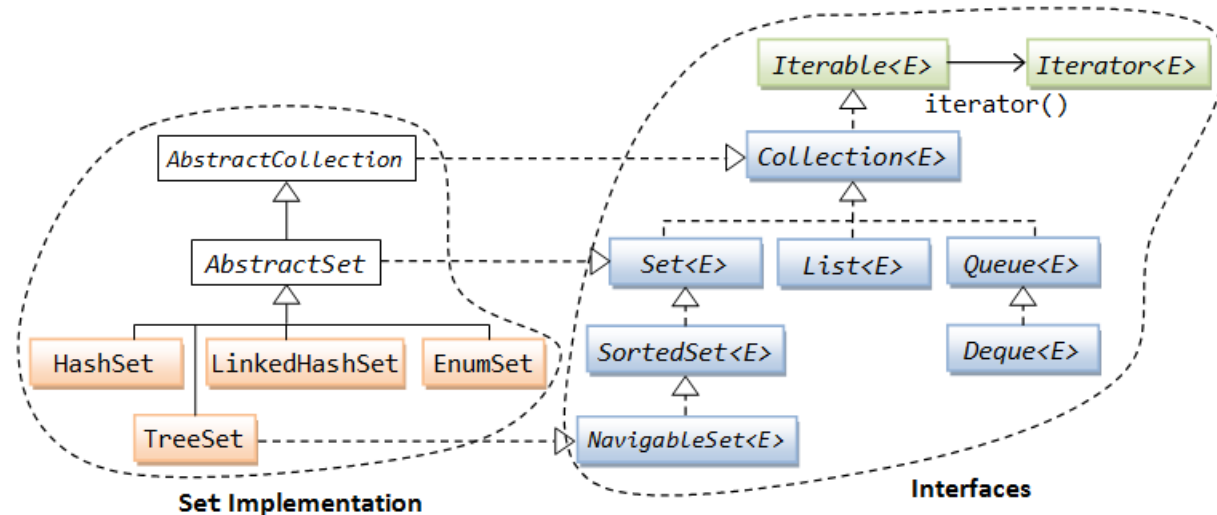 Iterable<E>
Iterator<E>
iterator()
AbstractCollection
Collection<E>
AbstractSet
Set<E>
List<E>
Queue<E>
HashSet
LinkedHashSet
EnumSet
SortedSet<E>
Deque<E>
TreeSet
NavigableSet<E>
Set Implementation
Interfaces